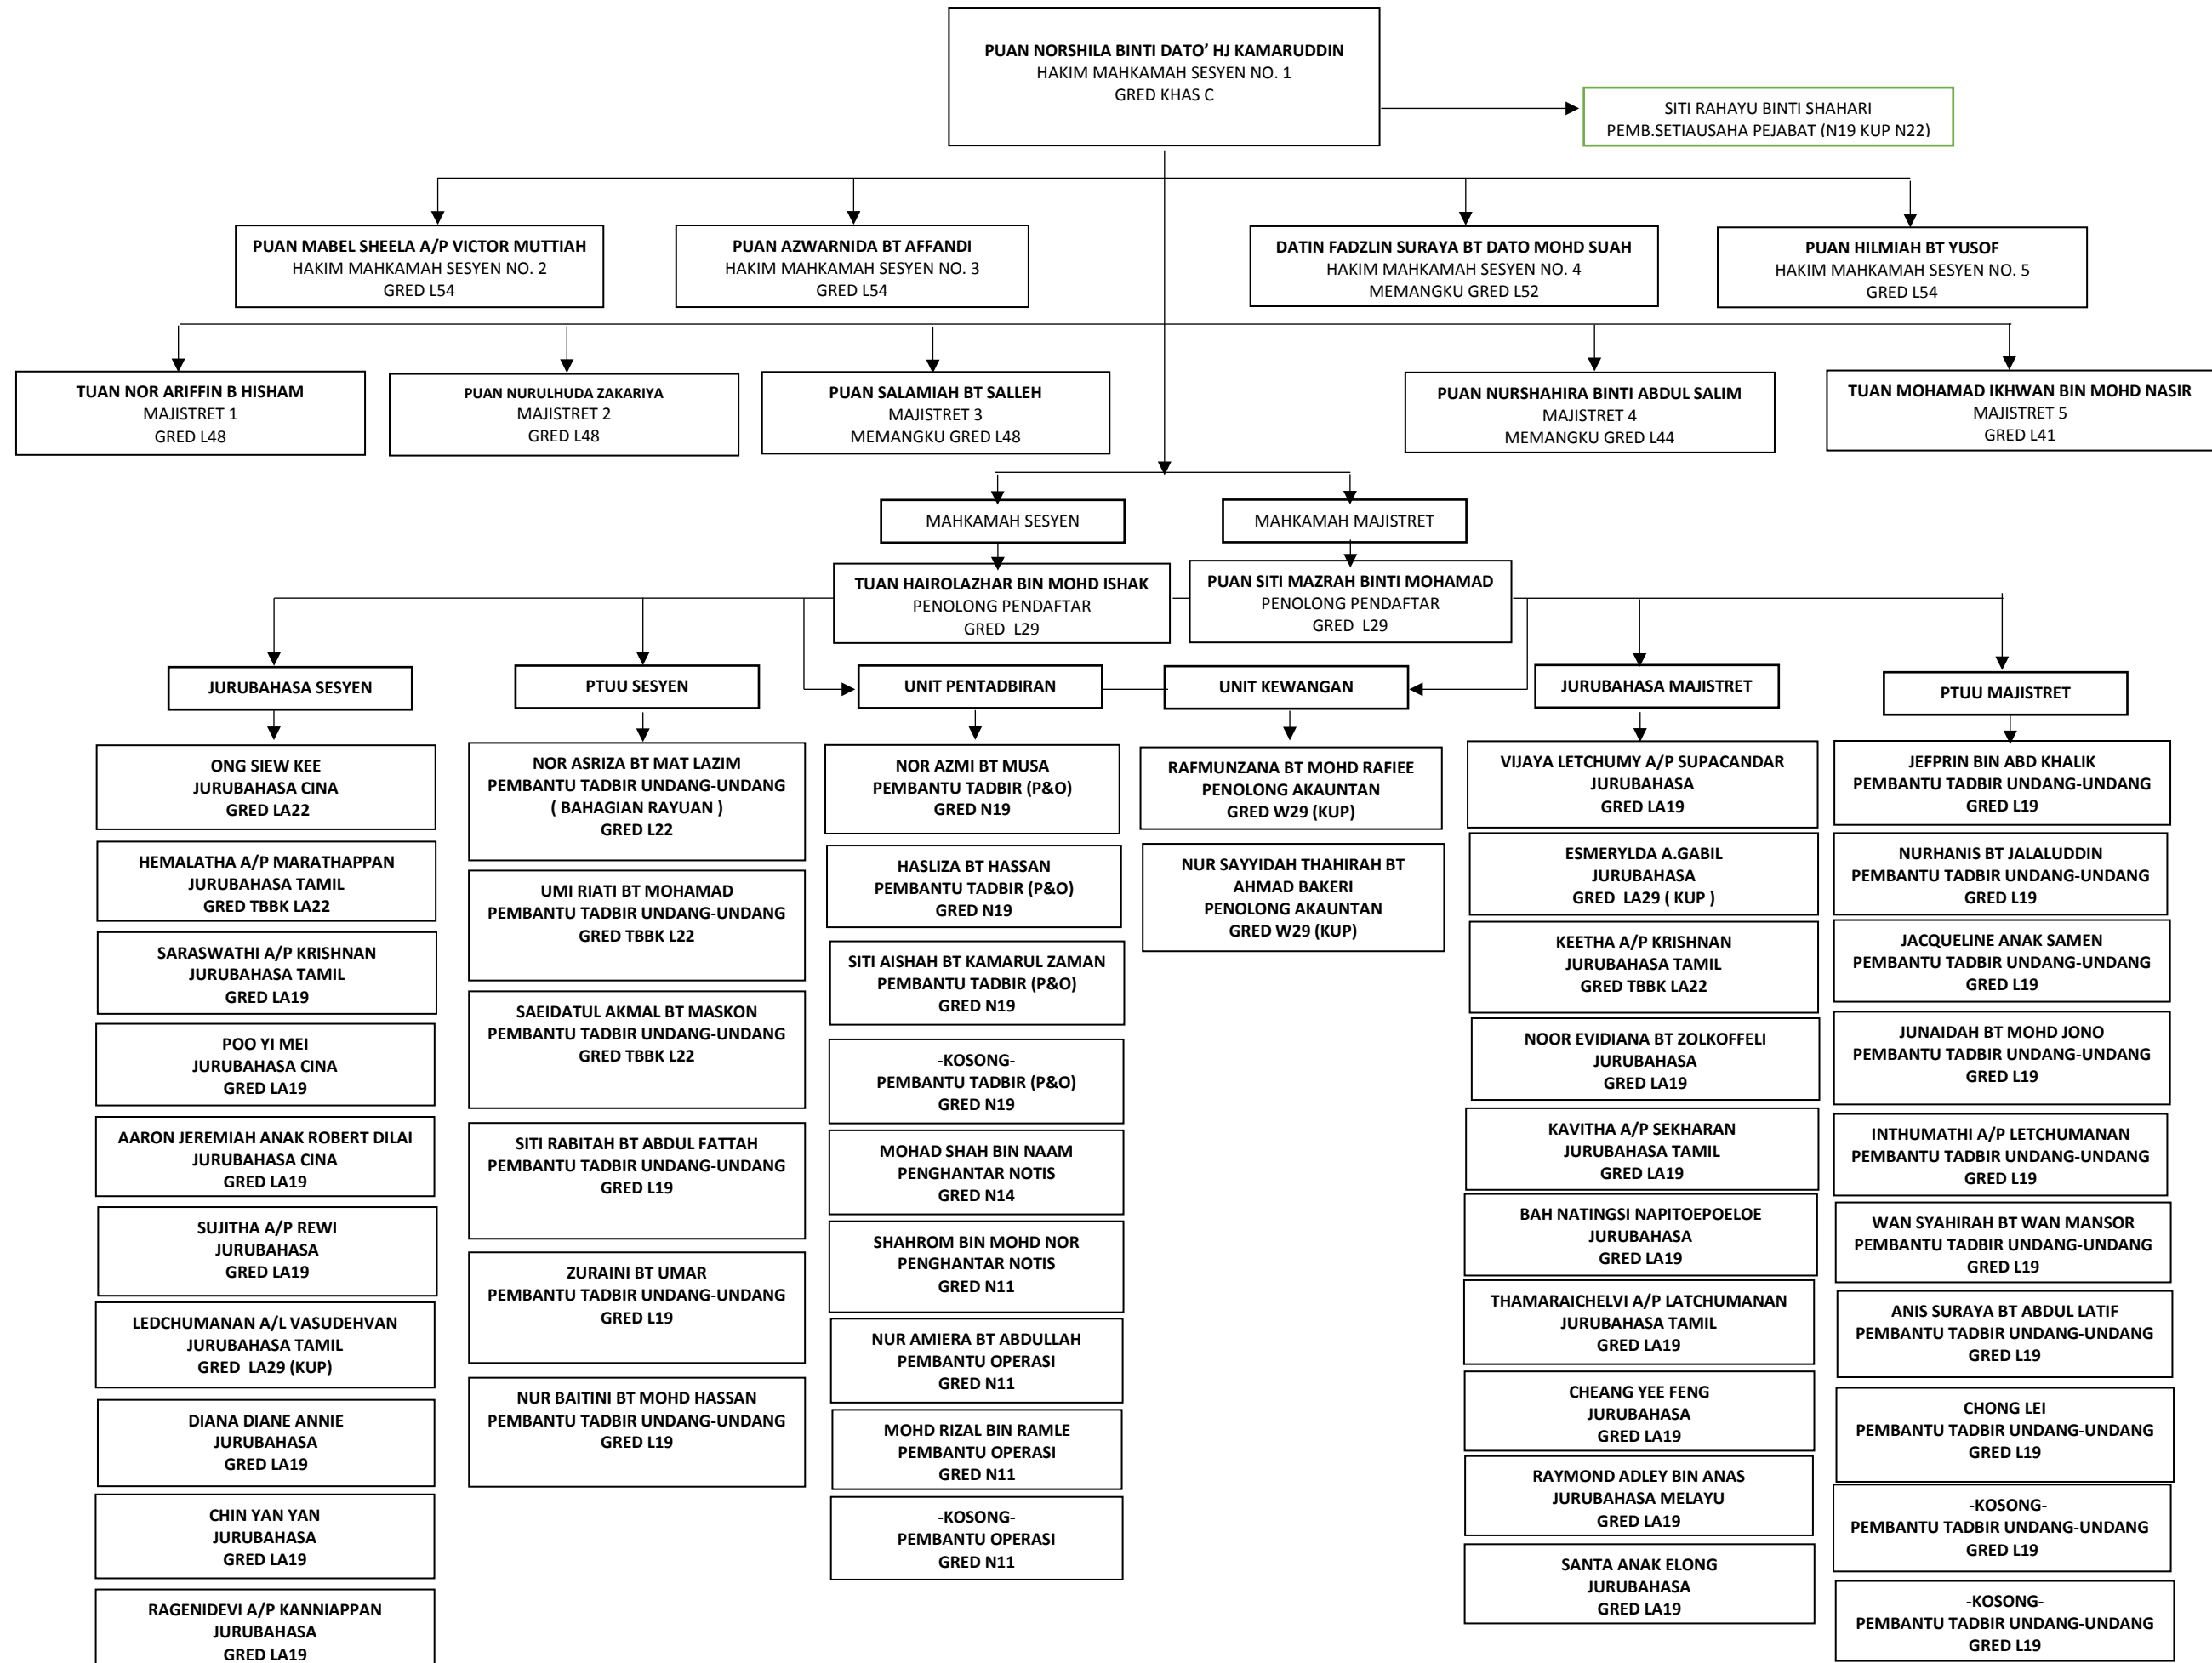 PUAN NORSHILA BINTI DATO’ HJ KAMARUDDIN
HAKIM MAHKAMAH SESYEN NO. 1
GRED KHAS C
SITI RAHAYU BINTI SHAHARI
PEMB.SETIAUSAHA PEJABAT (N19 KUP N22)
PUAN MABEL SHEELA A/P VICTOR MUTTIAH
HAKIM MAHKAMAH SESYEN NO. 2
GRED L54
PUAN AZWARNIDA BT AFFANDI
HAKIM MAHKAMAH SESYEN NO. 3
GRED L54
DATIN FADZLIN SURAYA BT DATO MOHD SUAH
HAKIM MAHKAMAH SESYEN NO. 4
MEMANGKU GRED L52
PUAN HILMIAH BT YUSOF
HAKIM MAHKAMAH SESYEN NO. 5
GRED L54
TUAN NOR ARIFFIN B HISHAM
MAJISTRET 1
GRED L48
PUAN NURULHUDA ZAKARIYA
MAJISTRET 2
GRED L48
PUAN SALAMIAH BT SALLEH
MAJISTRET 3
MEMANGKU GRED L48
PUAN NURSHAHIRA BINTI ABDUL SALIM
MAJISTRET 4
MEMANGKU GRED L44
TUAN MOHAMAD IKHWAN BIN MOHD NASIR
MAJISTRET 5
GRED L41
MAHKAMAH SESYEN
MAHKAMAH MAJISTRET
TUAN HAIROLAZHAR BIN MOHD ISHAK
PENOLONG PENDAFTAR
GRED L29
PUAN SITI MAZRAH BINTI MOHAMAD
PENOLONG PENDAFTAR
GRED L29
JURUBAHASA SESYEN
ONG SIEW KEE
JURUBAHASA CINA
GRED LA22
HEMALATHA A/P MARATHAPPAN
JURUBAHASA TAMIL
GRED TBBK LA22
SARASWATHI A/P KRISHNAN
JURUBAHASA TAMIL
GRED LA19
POO YI MEI
JURUBAHASA CINA
GRED LA19
AARON JEREMIAH ANAK ROBERT DILAI
JURUBAHASA CINA
GRED LA19
SUJITHA A/P REWI
JURUBAHASA
GRED LA19
LEDCHUMANAN A/L VASUDEHVAN
JURUBAHASA TAMIL
GRED LA29 (KUP)
DIANA DIANE ANNIE
JURUBAHASA
GRED LA19
CHIN YAN YAN
JURUBAHASA
GRED LA19
RAGENIDEVI A/P KANNIAPPAN
JURUBAHASA
GRED LA19
PTUU SESYEN
NOR ASRIZA BT MAT LAZIM
PEMBANTU TADBIR UNDANG-UNDANG
( BAHAGIAN RAYUAN )
GRED L22
UMI RIATI BT MOHAMAD
PEMBANTU TADBIR UNDANG-UNDANG
GRED TBBK L22
SAEIDATUL AKMAL BT MASKON
PEMBANTU TADBIR UNDANG-UNDANG
GRED TBBK L22
SITI RABITAH BT ABDUL FATTAH
PEMBANTU TADBIR UNDANG-UNDANG
GRED L19
ZURAINI BT UMAR
PEMBANTU TADBIR UNDANG-UNDANG
GRED L19
NUR BAITINI BT MOHD HASSAN
PEMBANTU TADBIR UNDANG-UNDANG
GRED L19
UNIT PENTADBIRAN
NOR AZMI BT MUSA
PEMBANTU TADBIR (P&O)
GRED N19
HASLIZA BT HASSAN
PEMBANTU TADBIR (P&O)
GRED N19
SITI AISHAH BT KAMARUL ZAMAN
PEMBANTU TADBIR (P&O)
GRED N19
-KOSONG-
PEMBANTU TADBIR (P&O)
GRED N19
MOHAD SHAH BIN NAAM
PENGHANTAR NOTIS
GRED N14
SHAHROM BIN MOHD NOR
PENGHANTAR NOTIS
GRED N11
NUR AMIERA BT ABDULLAH
PEMBANTU OPERASI
GRED N11
MOHD RIZAL BIN RAMLE
PEMBANTU OPERASI
GRED N11
-KOSONG-
PEMBANTU OPERASI
GRED N11
UNIT KEWANGAN
RAFMUNZANA BT MOHD RAFIEE
PENOLONG AKAUNTAN
GRED W29 (KUP)
NUR SAYYIDAH THAHIRAH BT
AHMAD BAKERI
PENOLONG AKAUNTAN
GRED W29 (KUP)
JURUBAHASA MAJISTRET
VIJAYA LETCHUMY A/P SUPACANDAR
JURUBAHASA
GRED LA19
ESMERYLDA A.GABIL
JURUBAHASA
GRED LA29 ( KUP )
KEETHA A/P KRISHNAN
JURUBAHASA TAMIL
GRED TBBK LA22
NOOR EVIDIANA BT ZOLKOFFELI
JURUBAHASA
GRED LA19
KAVITHA A/P SEKHARAN
JURUBAHASA TAMIL
GRED LA19
BAH NATINGSI NAPITOEPOELOE
JURUBAHASA
GRED LA19
THAMARAICHELVI A/P LATCHUMANAN
JURUBAHASA TAMIL
GRED LA19
CHEANG YEE FENG
JURUBAHASA
GRED LA19
RAYMOND ADLEY BIN ANAS
JURUBAHASA MELAYU
GRED LA19
SANTA ANAK ELONG
JURUBAHASA
GRED LA19
PTUU MAJISTRET
JEFPRIN BIN ABD KHALIK
PEMBANTU TADBIR UNDANG-UNDANG
GRED L19
NURHANIS BT JALALUDDIN
PEMBANTU TADBIR UNDANG-UNDANG
GRED L19
JACQUELINE ANAK SAMEN
PEMBANTU TADBIR UNDANG-UNDANG
GRED L19
JUNAIDAH BT MOHD JONO
PEMBANTU TADBIR UNDANG-UNDANG
GRED L19
INTHUMATHI A/P LETCHUMANAN
PEMBANTU TADBIR UNDANG-UNDANG
GRED L19
WAN SYAHIRAH BT WAN MANSOR
PEMBANTU TADBIR UNDANG-UNDANG
GRED L19
ANIS SURAYA BT ABDUL LATIF
PEMBANTU TADBIR UNDANG-UNDANG
GRED L19
CHONG LEI
PEMBANTU TADBIR UNDANG-UNDANG
GRED L19
-KOSONG-
PEMBANTU TADBIR UNDANG-UNDANG
GRED L19
-KOSONG-
PEMBANTU TADBIR UNDANG-UNDANG
GRED L19